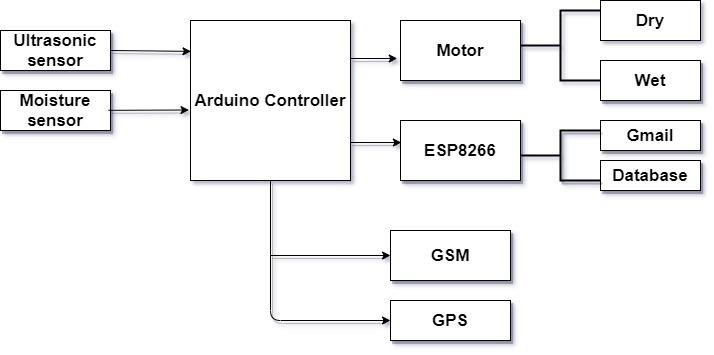 Ultrasonic
sensor
Moisture
sensor
Arduino Controller
Motor
Dry
Wet
ESP8266
Gmail
Database
GSM
GPS